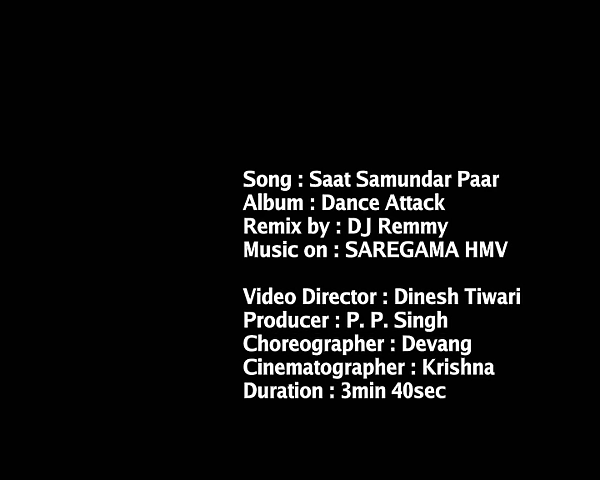 Song : Saat Samundar Paar
Album : Dance Attack
Remix by : DJ Remmy
Music on : SAREGAMA HMV
Video Director : Dinesh Tiwari
Producer : P. P. Singh
Choreographer : Devang
Cinematographer : Krishna
Duration : 3min 40sec